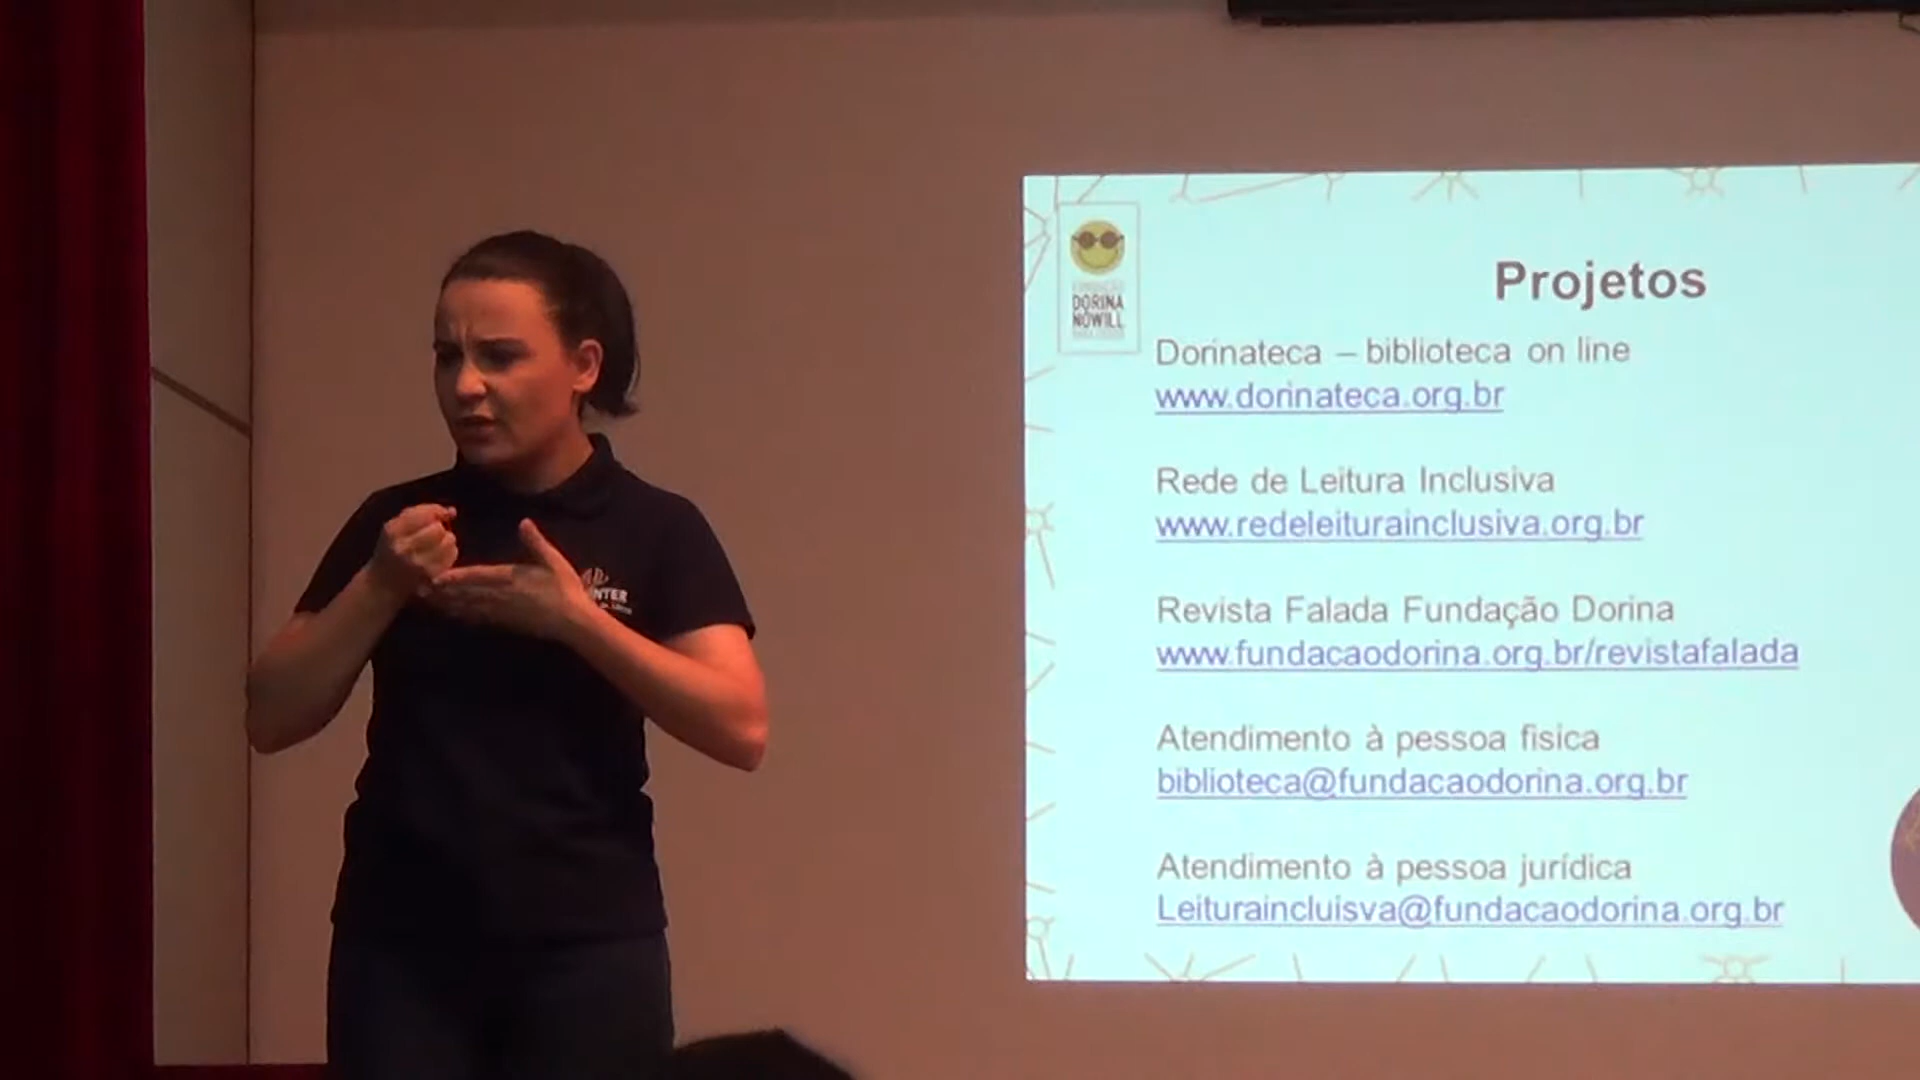 DORINA
NOWILL
Projetos
Dorinateca – biblioteca on line
www.dorinateca.org.br
Rede de Leitura Inclusiva
www.redeleiturainclusiva.org.br
Revista Falada Fundação Dorina
www.fundacaodorina.org.br/revistafalada
Atendimento à pessoa fisica
biblioteca@fundacaodorina.org.br
Atendimento à pessoa jurídica
Leituraincluisva@fundacaodorina.org.br